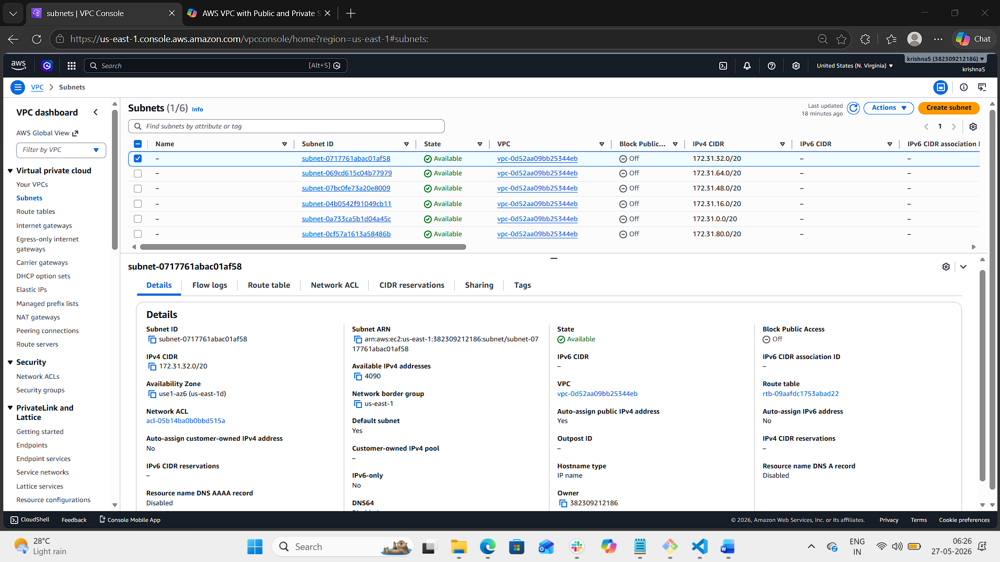 subnets | VPC Console
AWS VPC with Public and Private S
https://us-east-1.console.aws.amazon.com/vpcconsole/home?region=us-east-1#subnets:
Chat
aws
Search
[Alt+S]
United States (N. Virginia)
krishnaS (382309212186)
krishnaS
VPC
Subnets
VPC dashboard
AWS Global View
Filter by VPC
Virtual private cloud
Your VPCs
Subnets
Route tables
Internet gateways
Egress-only internet
gateways
Carrier gateways
DHCP option sets
Elastic IPs
Managed prefix lists
NAT gateways
Peering connections
Route servers
Security
Network ACLs
Security groups
PrivateLink and
Lattice
Getting started
Endpoints
Endpoint services
Service networks
Lattice services
Resource configurations
Subnets (1/6) Info
Last updated
18 minutes ago
Actions
Create subnet
Find subnets by attribute or tag
1
Name Subnet ID State VPC Block Public... IPv4 CIDR IPv6 CIDR IPv6 CIDR association I
– subnet-0717761abac01af58 Available vpc-0d52aa09bb25344eb Off 172.31.32.0/20 – –
– subnet-069cd615c04b77979 Available vpc-0d52aa09bb25344eb Off 172.31.64.0/20 – –
– subnet-07bc0fe73a20e8009 Available vpc-0d52aa09bb25344eb Off 172.31.48.0/20 – –
– subnet-04b0542f91049cb11 Available vpc-0d52aa09bb25344eb Off 172.31.16.0/20 – –
– subnet-0a733ca5b1d04a45c Available vpc-0d52aa09bb25344eb Off 172.31.0.0/20 – –
– subnet-0cf57a1613a58486b Available vpc-0d52aa09bb25344eb Off 172.31.80.0/20 – –
subnet-0717761abac01af58
Details Flow logs Route table Network ACL CIDR reservations Sharing Tags
Details
Subnet ID
subnet-0717761abac01af58
IPv4 CIDR
172.31.32.0/20
Availability Zone
use1-az6 (us-east-1d)
Network ACL
acl-05b14ba0b0bbd515a
Auto-assign customer-owned IPv4 address
No
IPv6 CIDR reservations
–
Resource name DNS AAAA record
Disabled
Subnet ARN
arn:aws:ec2:us-east-1:382309212186:subnet/subnet-07
17761abac01af58
Available IPv4 addresses
4090
Network border group
us-east-1
Default subnet
Yes
Customer-owned IPv4 pool
–
IPv6-only
No
DNS64
State
Available
IPv6 CIDR
–
VPC
vpc-0d52aa09bb25344eb
Auto-assign public IPv4 address
Yes
Outpost ID
–
Hostname type
IP name
Owner
382309212186
Block Public Access
Off
IPv6 CIDR association ID
–
Route table
rtb-09aafdc1753abad22
Auto-assign IPv6 address
No
IPv4 CIDR reservations
–
Resource name DNS A record
Disabled
CloudShell Feedback Console Mobile App
© 2026, Amazon Web Services, Inc. or its affiliates. Privacy Terms Cookie preferences
28°C
Light rain
Search
ENG
IN
06:26
27-05-2026